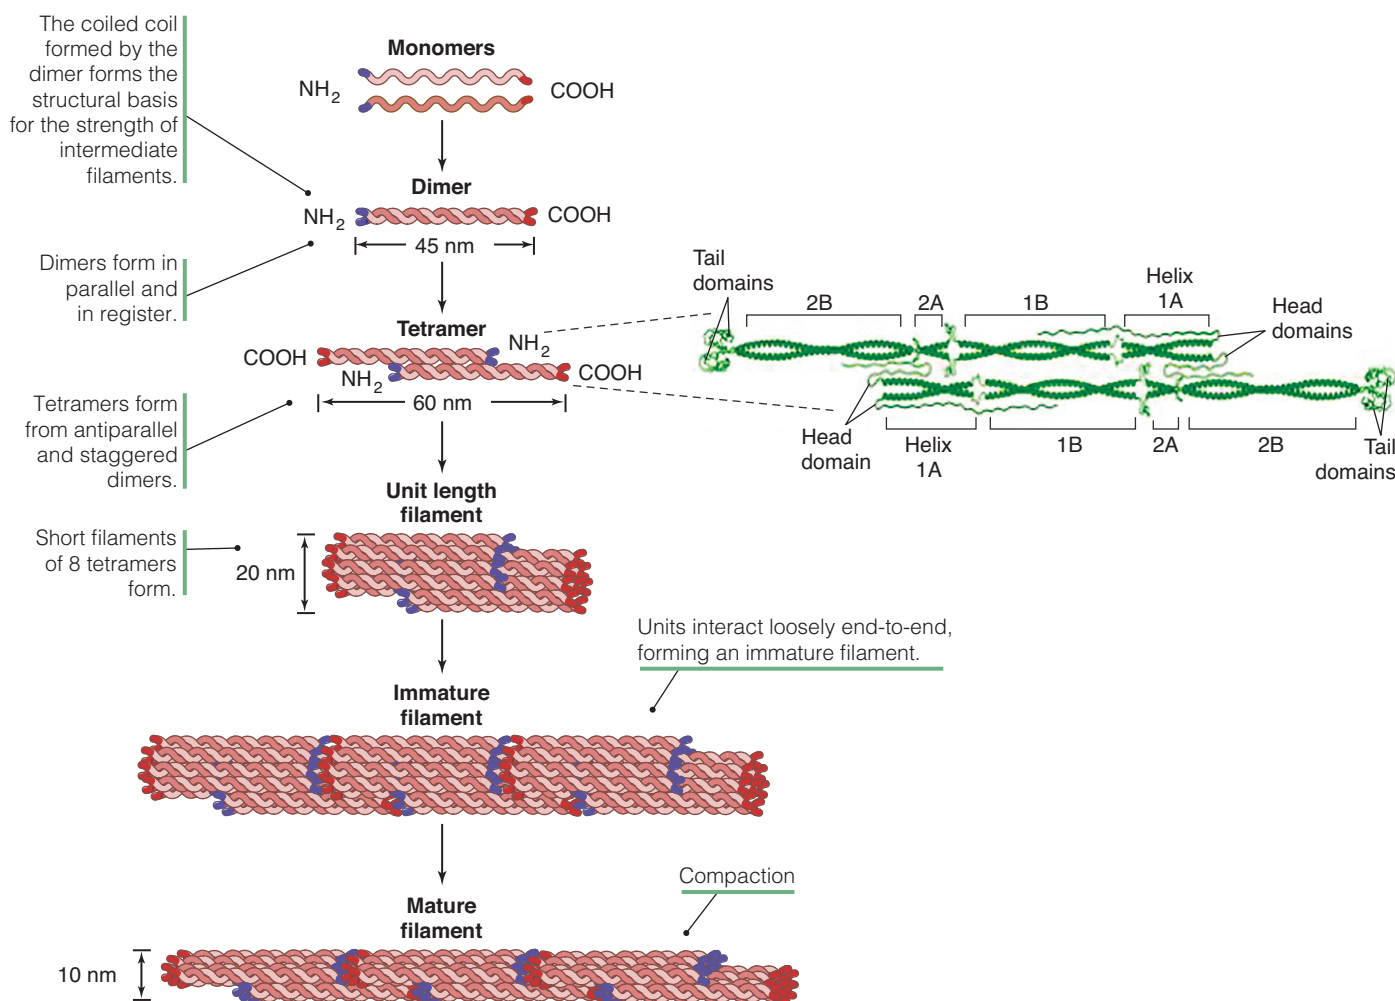 The coiled coil
formed by the
dimer forms the
structural basis
for the strength of
intermediate
filaments.
Monomers
NH2
COOH
Dimer
NH2
COOH
45 nm
Dimers form in
parallel and
in register.
Tetramer
COOH
NH2
NH2
COOH
60 nm
Tetramers form
from antiparallel
and staggered
dimers.
Tail
domains
2B
2A
1B
Helix
1A
Head
domains
Head
domain
Helix
1A
1B
2A
2B
Tail
domains
Unit length
filament
Short filaments
of 8 tetramers
form.
20 nm
Units interact loosely end-to-end,
forming an immature filament.
Immature
filament
Compaction
Mature
filament
10 nm